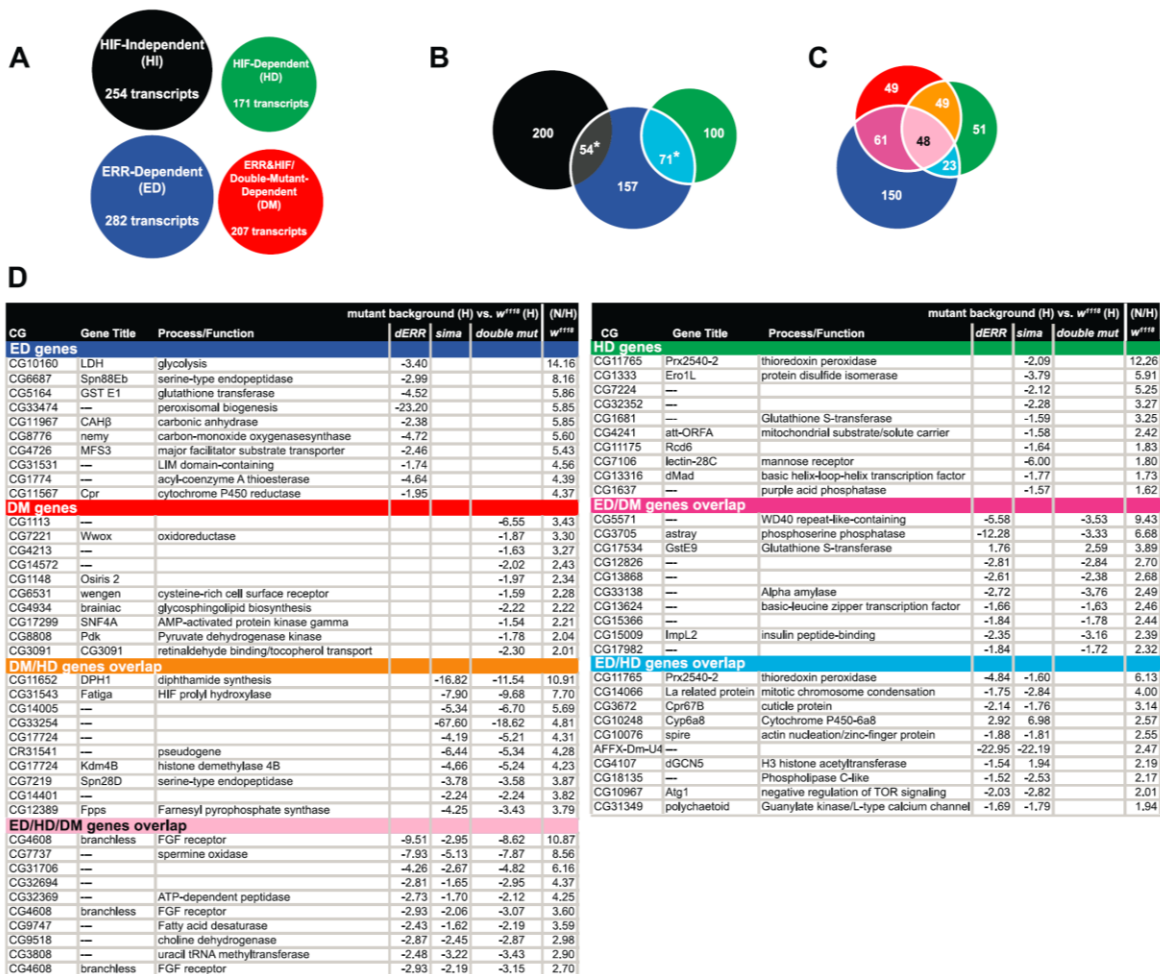 A
HIF-Independent
(HI)
254 transcripts
HIF-Dependent
(HD)
171 transcripts
ERR-Dependent
(ED)
282 transcripts
ERR&HIF/
Double-Mutant-
Dependent
(DM)
207 transcripts
B
200
54*
157
71*
100
C
49
49
51
61
48
23
150
D
mutant background (H) vs. w1118 (H) (N/H)
CG Gene Title Process/Function dERR sima double mut w1118
ED genes
CG10160 LDH glycolysis -3.40 14.16
CG6687 Spn88Eb serine-type endopeptidase -2.99 8.16
CG5164 GST E1 glutathione transferase -4.52 5.86
CG33474 --- peroxisomal biogenesis -23.20 5.85
CG11967 CAHβ carbonic anhydrase -2.38 5.85
CG8776 nemy carbon-monoxide oxygenasesynthase -4.72 5.60
CG4726 MFS3 major facilitator substrate transporter -2.46 5.43
CG31531 --- LIM domain-containing -1.74 4.56
CG1774 --- acyl-coenzyme A thioesterase -4.64 4.39
CG11567 Cpr cytochrome P450 reductase -1.95 4.37
DM genes
CG1113 --- -6.55 3.43
CG7221 Wwox oxidoreductase -1.87 3.30
CG4213 --- -1.63 3.27
CG14572 --- -2.02 2.43
CG1148 Osiris 2 -1.97 2.34
CG6531 wengen cysteine-rich cell surface receptor -1.59 2.28
CG4934 brainiac glycosphingolipid biosynthesis -2.22 2.22
CG17299 SNF4A AMP-activated protein kinase gamma -1.54 2.21
CG8808 Pdk Pyruvate dehydrogenase kinase -1.78 2.04
CG3091 CG3091 retinaldehyde binding/tocopherol transport -2.30 2.01
DM/HD genes overlap
CG11652 DPH1 diphthamide synthesis -16.82 -11.54 10.91
CG31543 Fatiga HIF prolyl hydroxylase -7.90 -9.68 7.70
CG14005 --- -5.34 -6.70 5.69
CG33254 --- -67.60 -18.62 4.81
CG17724 --- -4.19 -5.21 4.31
CR31541 --- pseudogene -6.44 -5.34 4.28
CG17724 Kdm4B histone demethylase 4B -4.66 -5.24 4.23
CG7219 Spn28D serine-type endopeptidase -3.78 -3.58 3.87
CG14401 --- -2.24 -2.24 3.82
CG12389 Fpps Farnesyl pyrophosphate synthase -4.25 -3.43 3.79
ED/HD/DM genes overlap
CG4608 branchless FGF receptor -9.51 -2.95 -8.62 10.87
CG7737 --- spermine oxidase -7.93 -5.13 -7.87 8.56
CG31706 --- -4.26 -2.67 -4.82 6.16
CG32694 --- -2.81 -1.65 -2.95 4.37
CG32369 --- ATP-dependent peptidase -2.73 -1.70 -2.12 4.25
CG4608 branchless FGF receptor -2.93 -2.06 -3.07 3.60
CG9747 --- Fatty acid desaturase -2.43 -1.62 -2.19 3.59
CG9518 --- choline dehydrogenase -2.87 -2.45 -2.87 2.98
CG3808 --- uracil tRNA methyltransferase -2.48 -3.22 -3.43 2.90
CG4608 branchless FGF receptor -2.93 -2.19 -3.15 2.70
mutant background (H) vs. w1118 (H) (N/H)
CG Gene Title Process/Function dERR sima double mut w1118
HD genes
CG11765 Prx2540-2 thioredoxin peroxidase -2.09 12.26
CG1333 Ero1L protein disulfide isomerase -3.79 5.91
CG7224 --- -2.12 5.25
CG32352 --- -2.28 3.27
CG1681 --- Glutathione S-transferase -1.59 3.25
CG4241 att-ORFA mitochondrial substrate/solute carrier -1.58 2.42
CG11175 Rcd6 -1.64 1.83
CG7106 lectin-28C mannose receptor -6.00 1.80
CG13316 dMad basic helix-loop-helix transcription factor -1.77 1.73
CG1637 --- purple acid phosphatase -1.57 1.62
ED/DM genes overlap
CG5571 --- WD40 repeat-like-containing -5.58 -3.53 9.43
CG3705 astray phosphoserine phosphatase -12.28 -3.33 6.68
CG17534 GstE9 Glutathione S-transferase 1.76 2.59 3.89
CG12826 --- -2.81 -2.84 2.70
CG13868 --- -2.61 -2.38 2.68
CG33138 --- Alpha amylase -2.72 -3.76 2.49
CG13624 --- basic-leucine zipper transcription factor -1.66 -1.63 2.46
CG15366 --- -1.84 -1.78 2.44
CG15009 ImpL2 insulin peptide-binding -2.35 -3.16 2.39
CG17982 --- -1.84 -1.72 2.32
ED/HD genes overlap
CG11765 Prx2540-2 thioredoxin peroxidase -4.84 -1.60 6.13
CG14066 La related protein mitotic chromosome condensation -1.75 -2.84 4.00
CG3672 Cpr67B cuticle protein -2.14 -1.76 3.14
CG10248 Cyp6a8 Cytochrome P450-6a8 2.92 6.98 2.57
CG10076 spire actin nucleation/zinc-finger protein -1.88 -1.81 2.55
AFFX-Dm-U4 --- -22.95 -22.19 2.47
CG4107 dGCN5 H3 histone acetyltransferase -1.54 1.94 2.19
CG18135 --- Phospholipase C-like -1.52 -2.53 2.17
CG10967 Atg1 negative regulation of TOR signaling -2.03 -2.82 2.01
CG31349 polychaetoid Guanylate kinase/L-type calcium channel -1.69 -1.79 1.94